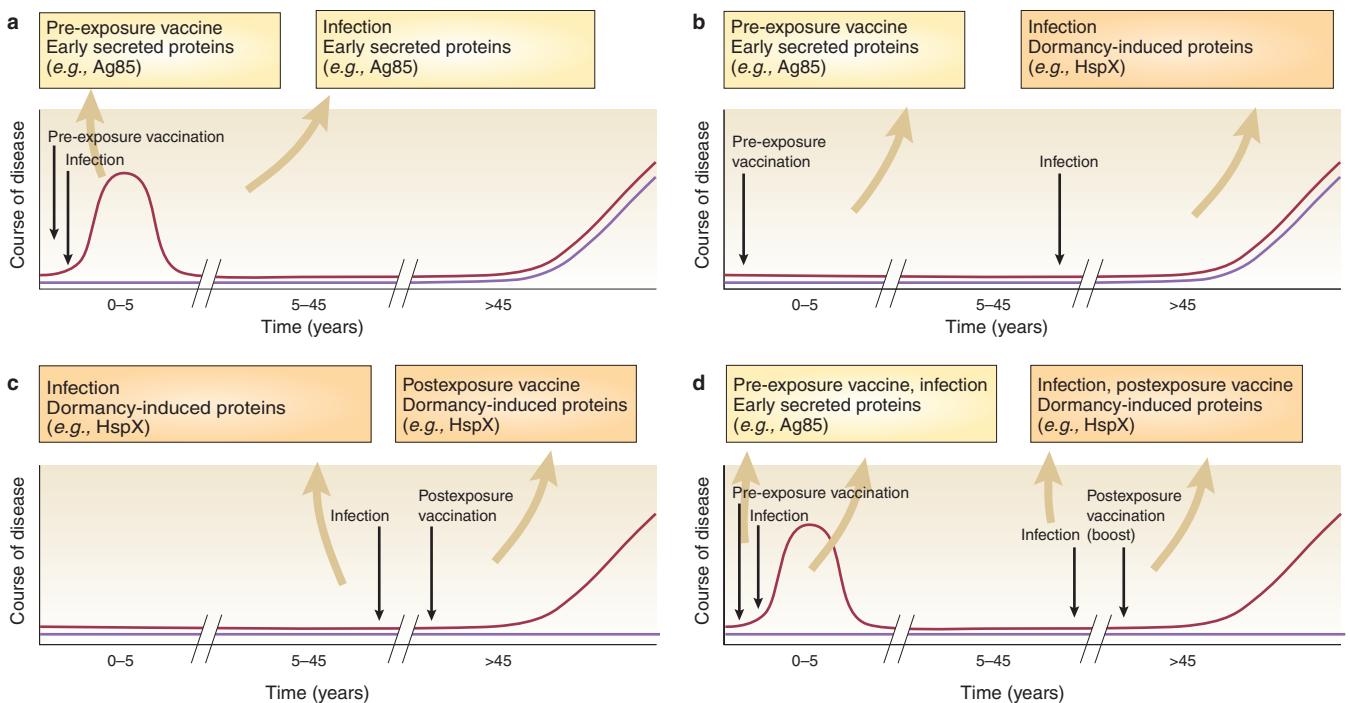 a
Pre-exposure vaccine
Early secreted proteins
(e.g., Ag85)
Infection
Early secreted proteins
(e.g., Ag85)
Pre-exposure vaccination
Infection
Course of disease
0–5
5–45
>45
Time (years)
b
Pre-exposure vaccine
Early secreted proteins
(e.g., Ag85)
Infection
Dormancy-induced proteins
(e.g., HspX)
Pre-exposure
vaccination
Infection
Course of disease
0–5
5–45
>45
Time (years)
c
Infection
Dormancy-induced proteins
(e.g., HspX)
Postexposure vaccine
Dormancy-induced proteins
(e.g., HspX)
Infection
Postexposure
vaccination
Course of disease
0–5
5–45
>45
Time (years)
d
Pre-exposure vaccine, infection
Early secreted proteins
(e.g., Ag85)
Infection, postexposure vaccine
Dormancy-induced proteins
(e.g., HspX)
Pre-exposure vaccination
Infection
Infection
Postexposure
vaccination
(boost)
Course of disease
0–5
5–45
>45
Time (years)